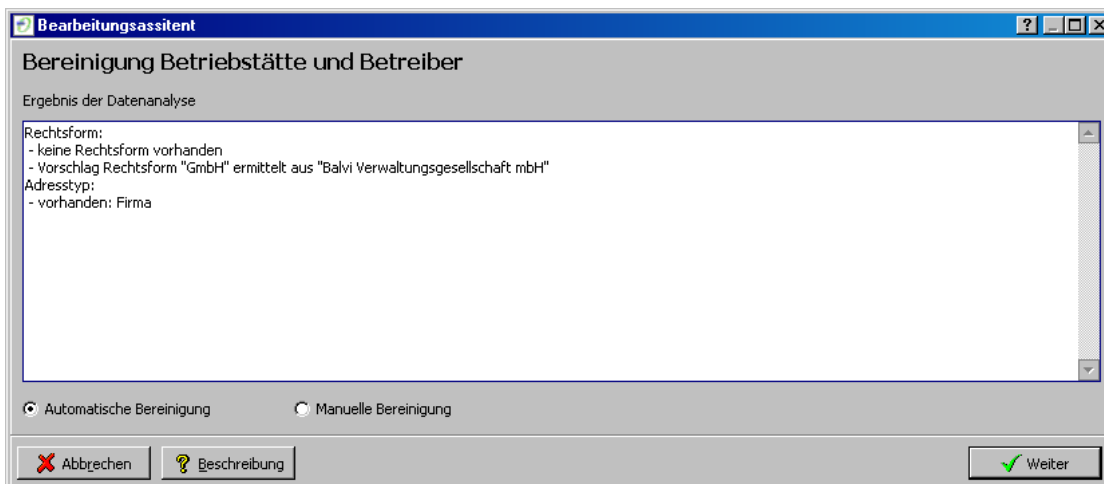 Bearbeitungsassitent
Bereinigung Betriebstätte und Betreiber
Ergebnis der Datenanalyse
Rechtsform:
- keine Rechtsform vorhanden
- Vorschlag Rechtsform "GmbH" ermittelt aus "Balvi Verwaltungsgesellschaft mbH"
Adresstyp:
- vorhanden: Firma
Automatische Bereinigung Manuelle Bereinigung
Abbrechen Beschreibung Weiter